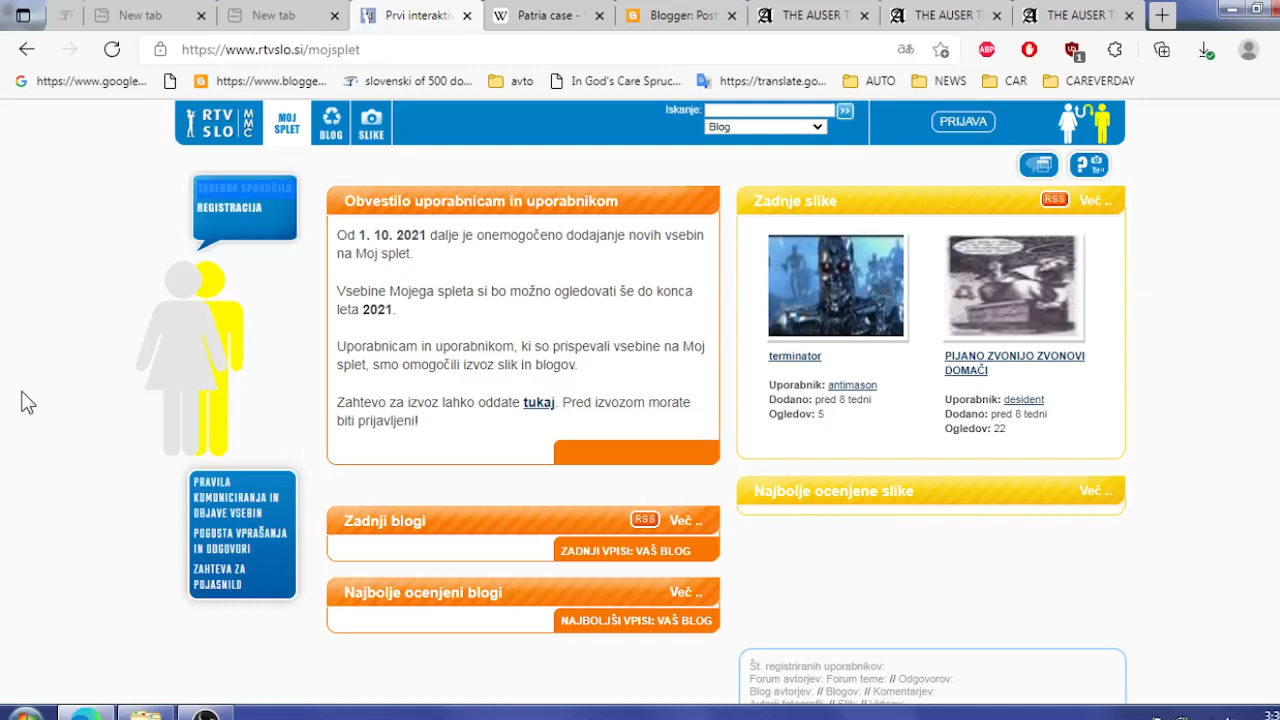 New tab
New tab
Prvi interakti
Patria case - W
Blogger: Post
THE AUSER T
THE AUSER T
THE AUSER T
https://www.rtvslo.si/mojsplet
https://www.google...
https://www.blogge...
slovenski of 500 do...
avto
In God's Care Spruc...
https://translate.go...
AUTO
NEWS
CAR
CAREVERDAY
RTV SLO MMC
MOJ SPLET
BLOG
SLIKE
Iskanje:
Blog
PRIJAVA
ZASEBNA SPOROČILA
REGISTRACIJA
Obvestilo uporabnicam in uporabnikom
Od 1. 10. 2021 dalje je onemogočeno dodajanje novih vsebin
na Moj splet.
Vsebine Mojega spleta si bo možno ogledovati še do konca
leta 2021.
Uporabnicam in uporabnikom, ki so prispevali vsebine na Moj
splet, smo omogočili izvoz slik in blogov.
Zahtevo za izvoz lahko oddate tukaj. Pred izvozom morate
biti prijavljeni!
Zadnje slike
RSS
Več ..
terminator
Uporabnik: antimason
Dodano: pred 8 tedni
Ogledov: 5
PIJANO ZVONIJO ZVONOVI
DOMAČI
Uporabnik: desident
Dodano: pred 8 tedni
Ogledov: 22
PRAVILA
KOMUNICIRANJA IN
OBJAVE VSEBIN
POGOSTA VPRAŠANJA
IN ODGOVORI
ZAHTEVA ZA
POJASNILO
Zadnji blogi
RSS
Več ..
ZADNJI VPISI: VAŠ BLOG
Najbolje ocenjeni blogi
Več ..
NAJBOLJŠI VPISI: VAŠ BLOG
Najbolje ocenjene slike
Več ..
Št. registriranih uporabnikov:
Forum avtorjev: Forum teme: // Odgovorov:
Blog avtorjev: // Blogov: // Komentarjev: